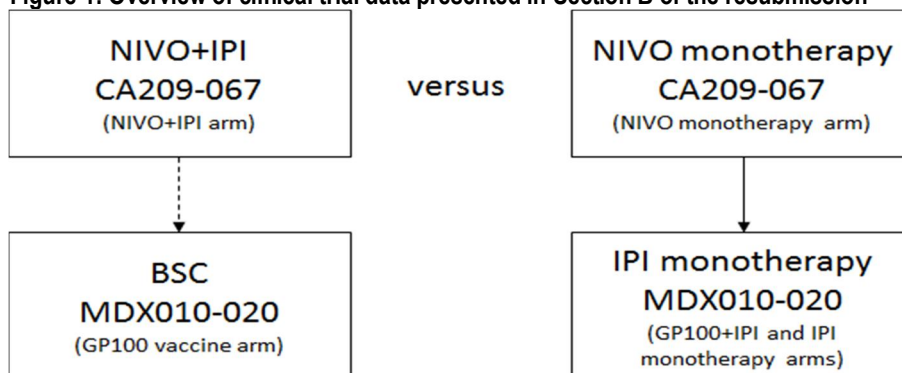 Figure 1: Overview of clinical trial data presented in Section B of the resubmission
NIVO+IPI
CA209-067
(NIVO+IPI arm)
versus
NIVO monotherapy
CA209-067
(NIVO monotherapy arm)
BSC
MDX010-020
(GP100 vaccine arm)
IPI monotherapy
MDX010-020
(GP100+IPI and IPI
monotherapy arms)